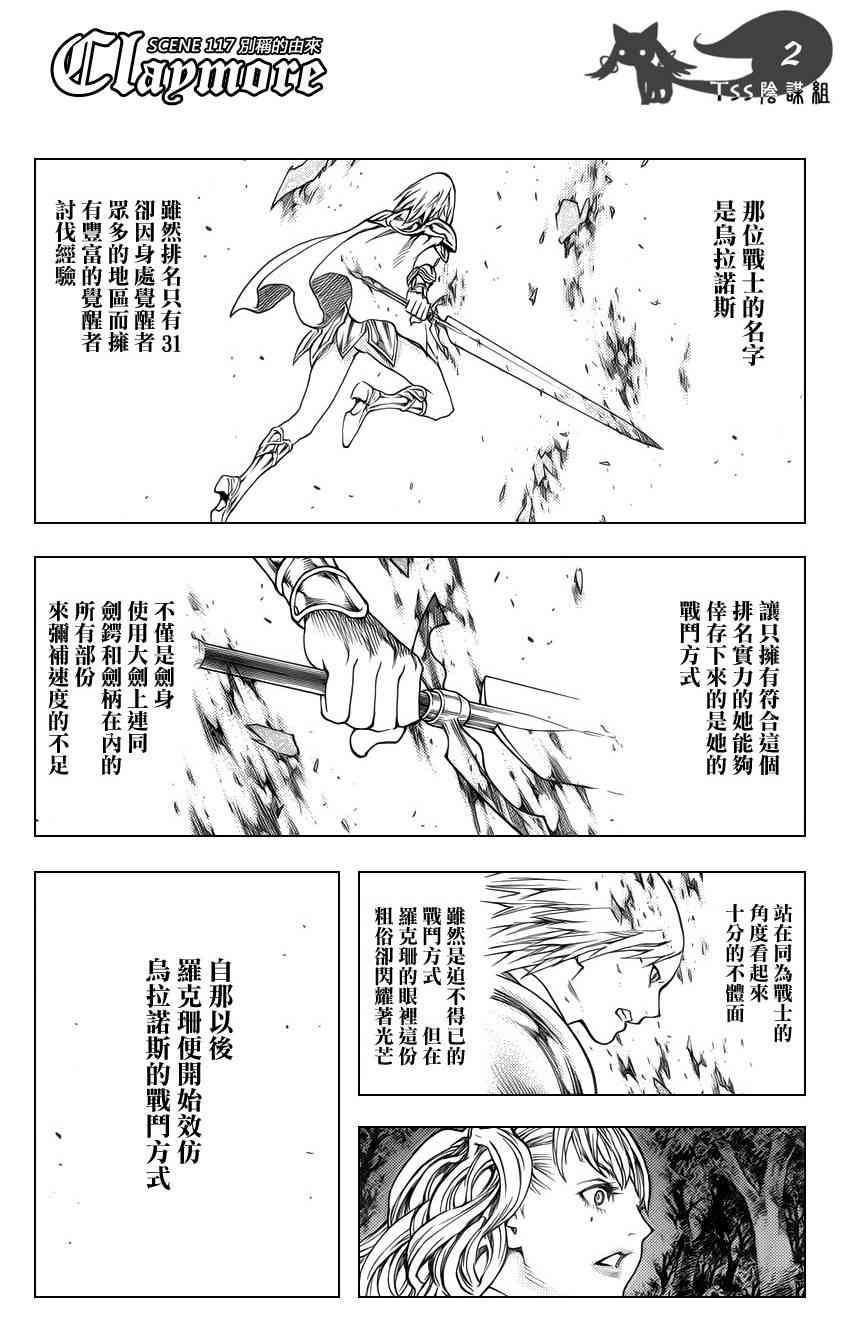 SCENE 117 別稱的由來
Claymore
2
Tss陰謀組
那位戰士的名字
是烏拉諾斯
雖然排名只有31
卻因身處覺醒者
眾多的地區而擁
有豐富的覺醒者
討伐經驗
讓只擁有符合這個
排名實力的她能夠
倖存下來的是她的
戰鬥方式
不僅是劍身
使用大劍上連同
劍鍔和劍柄在內的
所有部份
來彌補速度的不足
站在同為戰士的
角度看起來
十分的不體面
雖然是迫不得已的
戰鬥方式 但在
羅克珊的眼裡這份
粗俗卻閃耀著光芒
自那以後
羅克珊便開始效仿
烏拉諾斯的戰鬥方式